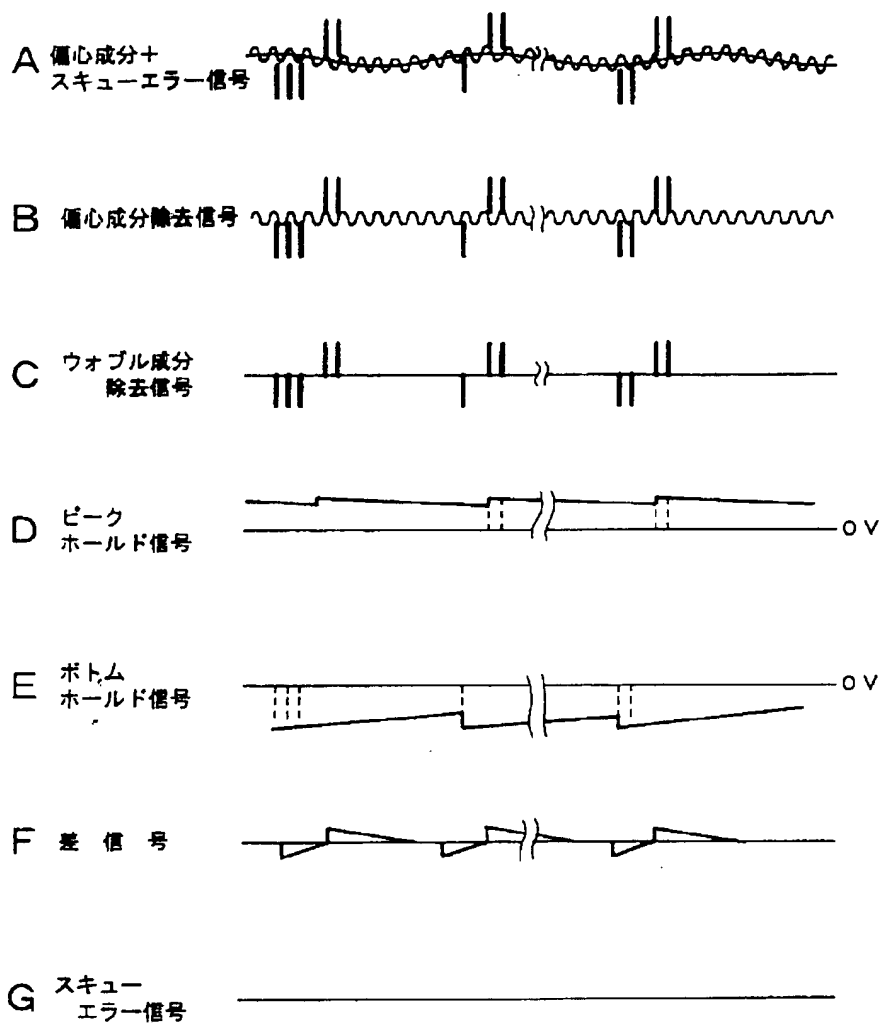 A 偏心成分+
スキューエラー信号
B 偏心成分除去信号
C ウォブル成分
除去信号
D ピーク
ホールド信号
0V
E ボトム
ホールド信号
0V
F 差信号
G スキュー
エラー信号